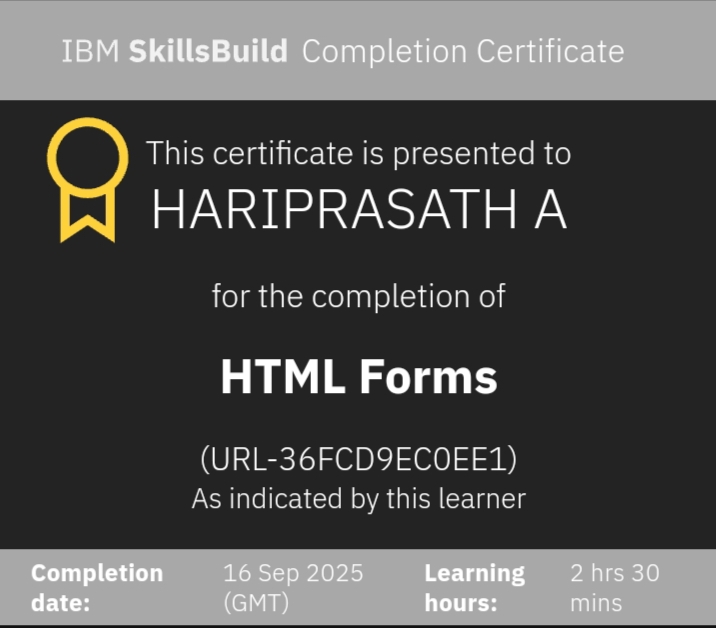 IBM SkillsBuild Completion Certificate
This certificate is presented to
HARIPRASATH A
for the completion of
HTML Forms
(URL-36FCD9EC0EE1)
As indicated by this learner
Completion date:
16 Sep 2025 (GMT)
Learning hours:
2 hrs 30 mins